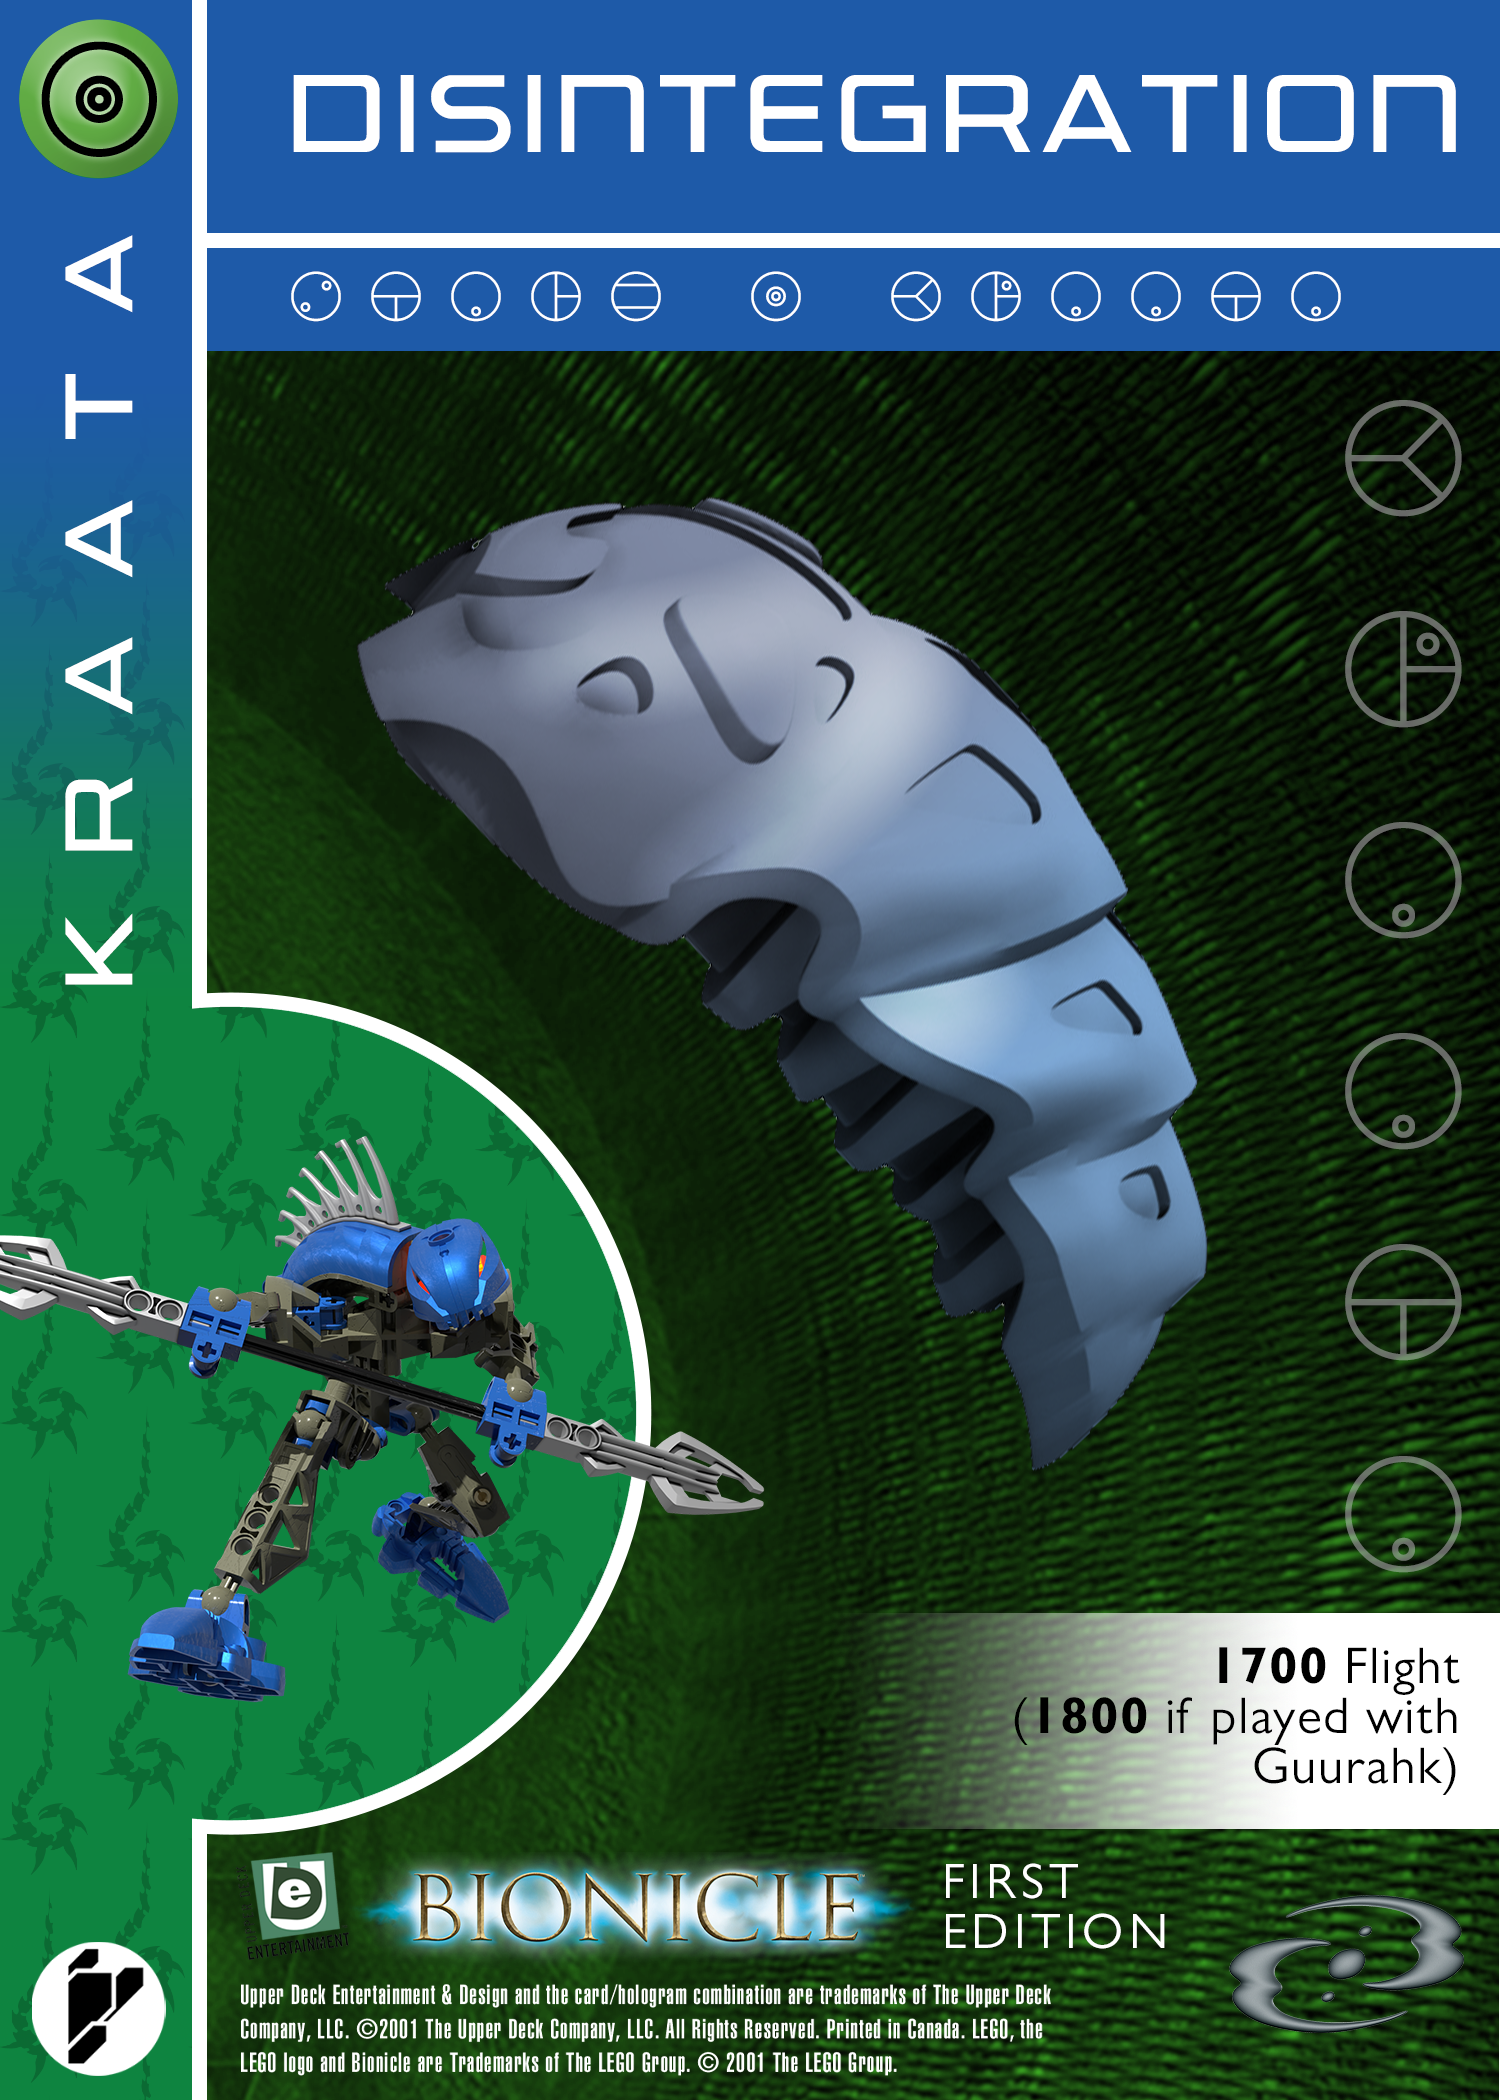 DISINTEGRATION
KRAATA
1700 Flight
(1800 if played with
Guurahk)
e
ENTERTAINMENT
BIONICLE
FIRST
EDITION
Upper Deck Entertainment & Design and the card/hologram combination are trademarks of The Upper Deck
Company, LLC. ©2001 The Upper Deck Company, LLC. All Rights Reserved. Printed in Canada. LEGO, the
LEGO logo and Bionicle are Trademarks of The LEGO Group. © 2001 The LEGO Group.